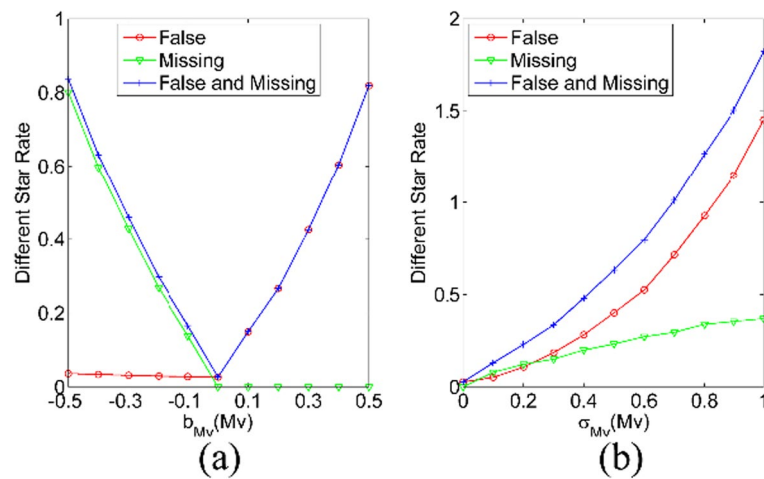 False
Missing
False and Missing
Different Star Rate
1
0.8
0.6
0.4
0.2
0
-0.5 -0.3 -0.1 0.1 0.3 0.5
b_Mv(Mv)
(a)
False
Missing
False and Missing
Different Star Rate
2
1.5
1
0.5
0
0 0.2 0.4 0.6 0.8 1
σ_Mv(Mv)
(b)